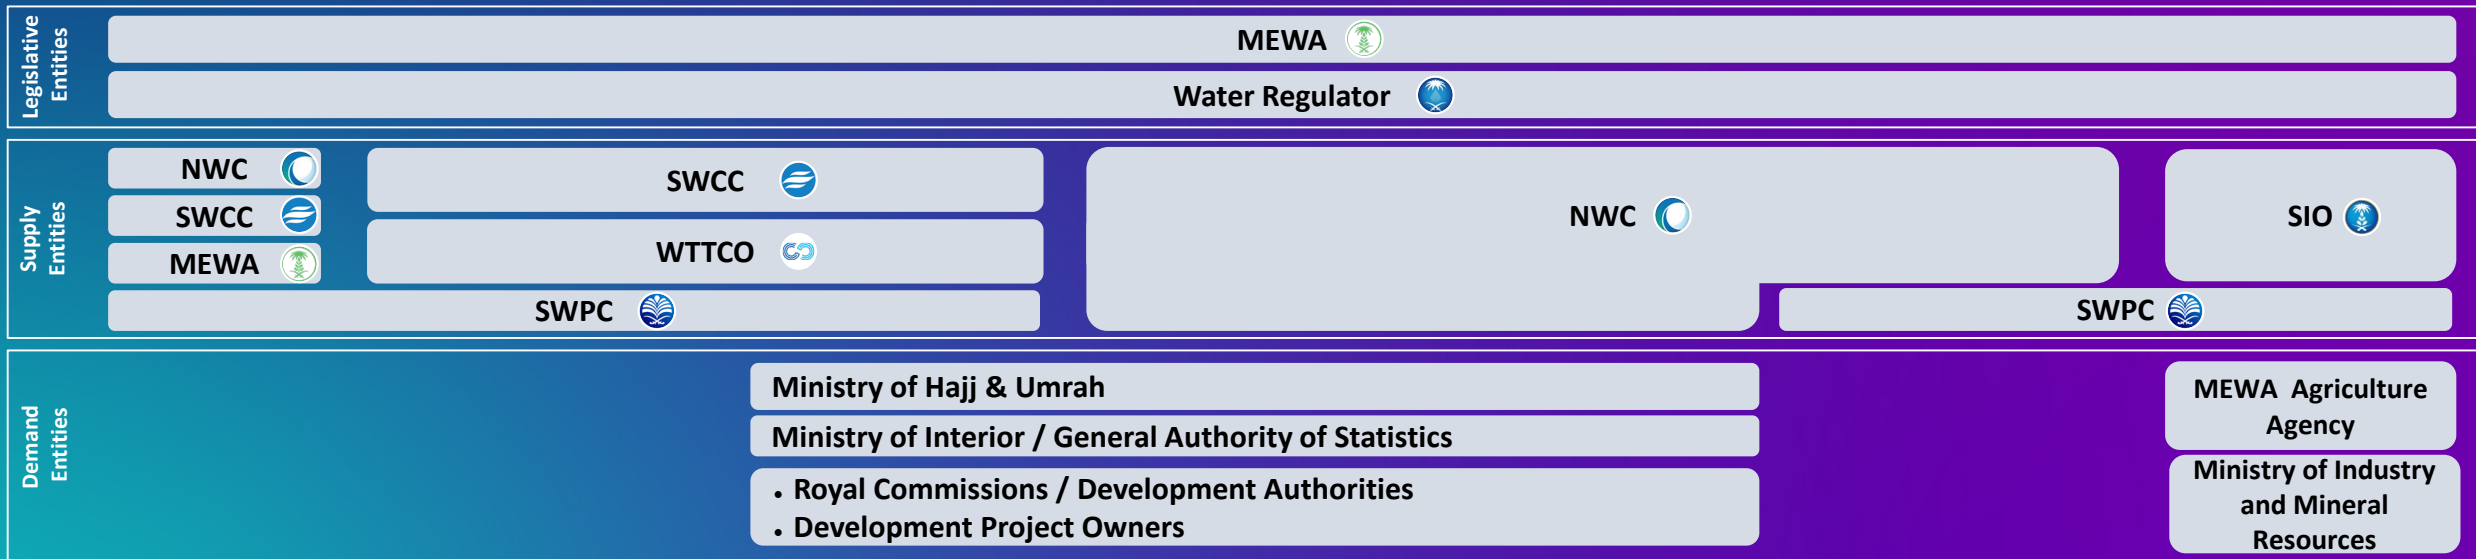 Legislative
Entities
MEWA
Water Regulator
Supply
Entities
NWC
SWCC
MEWA
SWCC
WTTCO
SWPC
NWC
SIO
SWPC
Demand
Entities
Ministry of Hajj & Umrah
Ministry of Interior / General Authority of Statistics
• Royal Commissions / Development Authorities
• Development Project Owners
MEWA Agriculture
Agency
Ministry of Industry
and Mineral
Resources